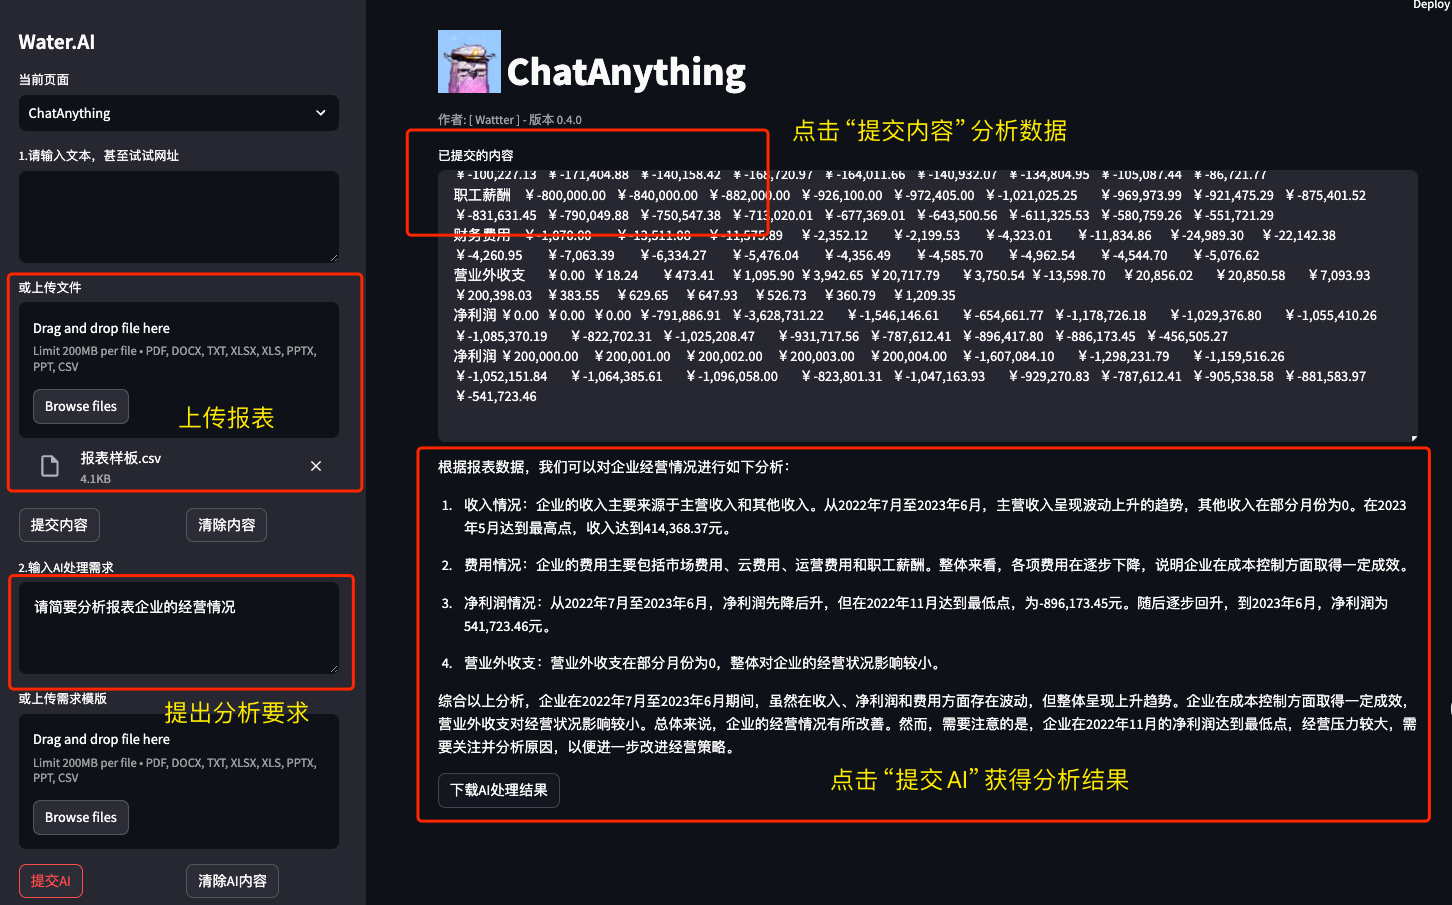 Deploy
Water.AI
当前页面
ChatAnything
1.请输入文本，甚至试试网址
或上传文件
Drag and drop file here
Limit 200MB per file • PDF, DOCX, TXT, XLSX, XLS, PPTX,
PPT, CSV
Browse files
上传报表
报表样板.csv
4.1KB
提交内容
清除内容
2.输入AI处理需求
请简要分析报表企业的经营情况
或上传需求模版
提出分析要求
Drag and drop file here
Limit 200MB per file • PDF, DOCX, TXT, XLSX, XLS, PPTX,
PPT, CSV
Browse files
提交AI
清除AI内容
ChatAnything
作者: [ Wattter ] - 版本 0.4.0
点击“提交内容”分析数据
已提交的内容
￥-100,227.13 ￥-171,404.88 ￥-140,158.42 ￥-168,720.97 ￥-164,011.66 ￥-140,932.07 ￥-134,804.95 ￥-105,087.44 ￥-86,721.77
职工薪酬 ￥-800,000.00 ￥-840,000.00 ￥-882,000.00 ￥-926,100.00 ￥-972,405.00 ￥-1,021,025.25 ￥-969,973.99 ￥-921,475.29 ￥-875,401.52
￥-831,631.45 ￥-790,049.88 ￥-750,547.38 ￥-713,020.01 ￥-677,369.01 ￥-643,500.56 ￥-611,325.53 ￥-580,759.26 ￥-551,721.29
财务费用 ￥-1,870.00 ￥-13,511.08 ￥-11,575.89 ￥-2,352.12 ￥-2,199.53 ￥-4,323.01 ￥-11,834.86 ￥-24,989.30 ￥-22,142.38
￥-4,260.95 ￥-7,063.39 ￥-6,334.27 ￥-5,476.04 ￥-4,356.49 ￥-4,585.70 ￥-4,962.54 ￥-4,544.70 ￥-5,076.62
营业外收支 ￥0.00 ￥18.24 ￥473.41 ￥1,095.90 ￥3,942.65 ￥20,717.79 ￥3,750.54 ￥-13,598.70 ￥20,856.02 ￥20,850.58 ￥7,093.93
￥200,398.03 ￥383.55 ￥629.65 ￥647.93 ￥526.73 ￥360.79 ￥1,209.35
净利润 ￥0.00 ￥0.00 ￥0.00 ￥-791,886.91 ￥-3,628,731.22 ￥-1,546,146.61 ￥-654,661.77 ￥-1,178,726.18 ￥-1,029,376.80 ￥-1,055,410.26
￥-1,085,370.19 ￥-822,702.31 ￥-1,025,208.47 ￥-931,717.56 ￥-787,612.41 ￥-896,417.80 ￥-886,173.45 ￥-456,505.27
净利润 ￥200,000.00 ￥200,001.00 ￥200,002.00 ￥200,003.00 ￥200,004.00 ￥-1,607,084.10 ￥-1,298,231.79 ￥-1,159,516.26
￥-1,052,151.84 ￥-1,064,385.61 ￥-1,096,058.00 ￥-823,801.31 ￥-1,047,163.93 ￥-929,270.83 ￥-787,612.41 ￥-905,538.58 ￥-881,583.97
￥-541,723.46
根据报表数据，我们可以对企业经营情况进行如下分析：
1. 收入情况：企业的收入主要来源于主营收入和其他收入。从2022年7月至2023年6月，主营收入呈现波动上升的趋势，其他收入在部分月份为0。在2023
年5月达到最高点，收入达到414,368.37元。
2. 费用情况：企业的费用主要包括市场费用、云费用、运营费用和职工薪酬。整体来看，各项费用在逐步下降，说明企业在成本控制方面取得一定成效。
3. 净利润情况：从2022年7月至2023年6月，净利润先降后升，但在2022年11月达到最低点，为-896,173.45元。随后逐步回升，到2023年6月，净利润为
541,723.46元。
4. 营业外收支：营业外收支在部分月份为0，整体对企业的经营状况影响较小。
综合以上分析，企业在2022年7月至2023年6月期间，虽然在收入、净利润和费用方面存在波动，但整体呈现上升趋势。企业在成本控制方面取得一定成效，
营业外收支对经营状况影响较小。总体来说，企业的经营情况有所改善。然而，需要注意的是，企业在2022年11月的净利润达到最低点，经营压力较大，需
要关注并分析原因，以便进一步改进经营策略。
下载AI处理结果
点击“提交 AI”获得分析结果